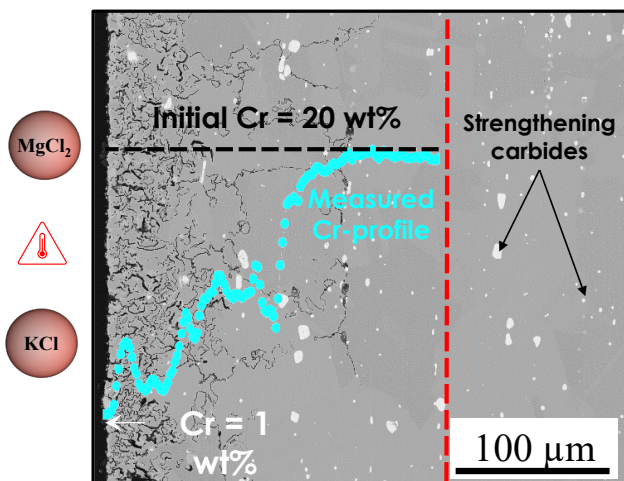 MgCl₂
KCl
Initial Cr = 20 wt%
Measured
Cr-profile
Cr = 1
wt%
Strengthening
carbides
100 µm